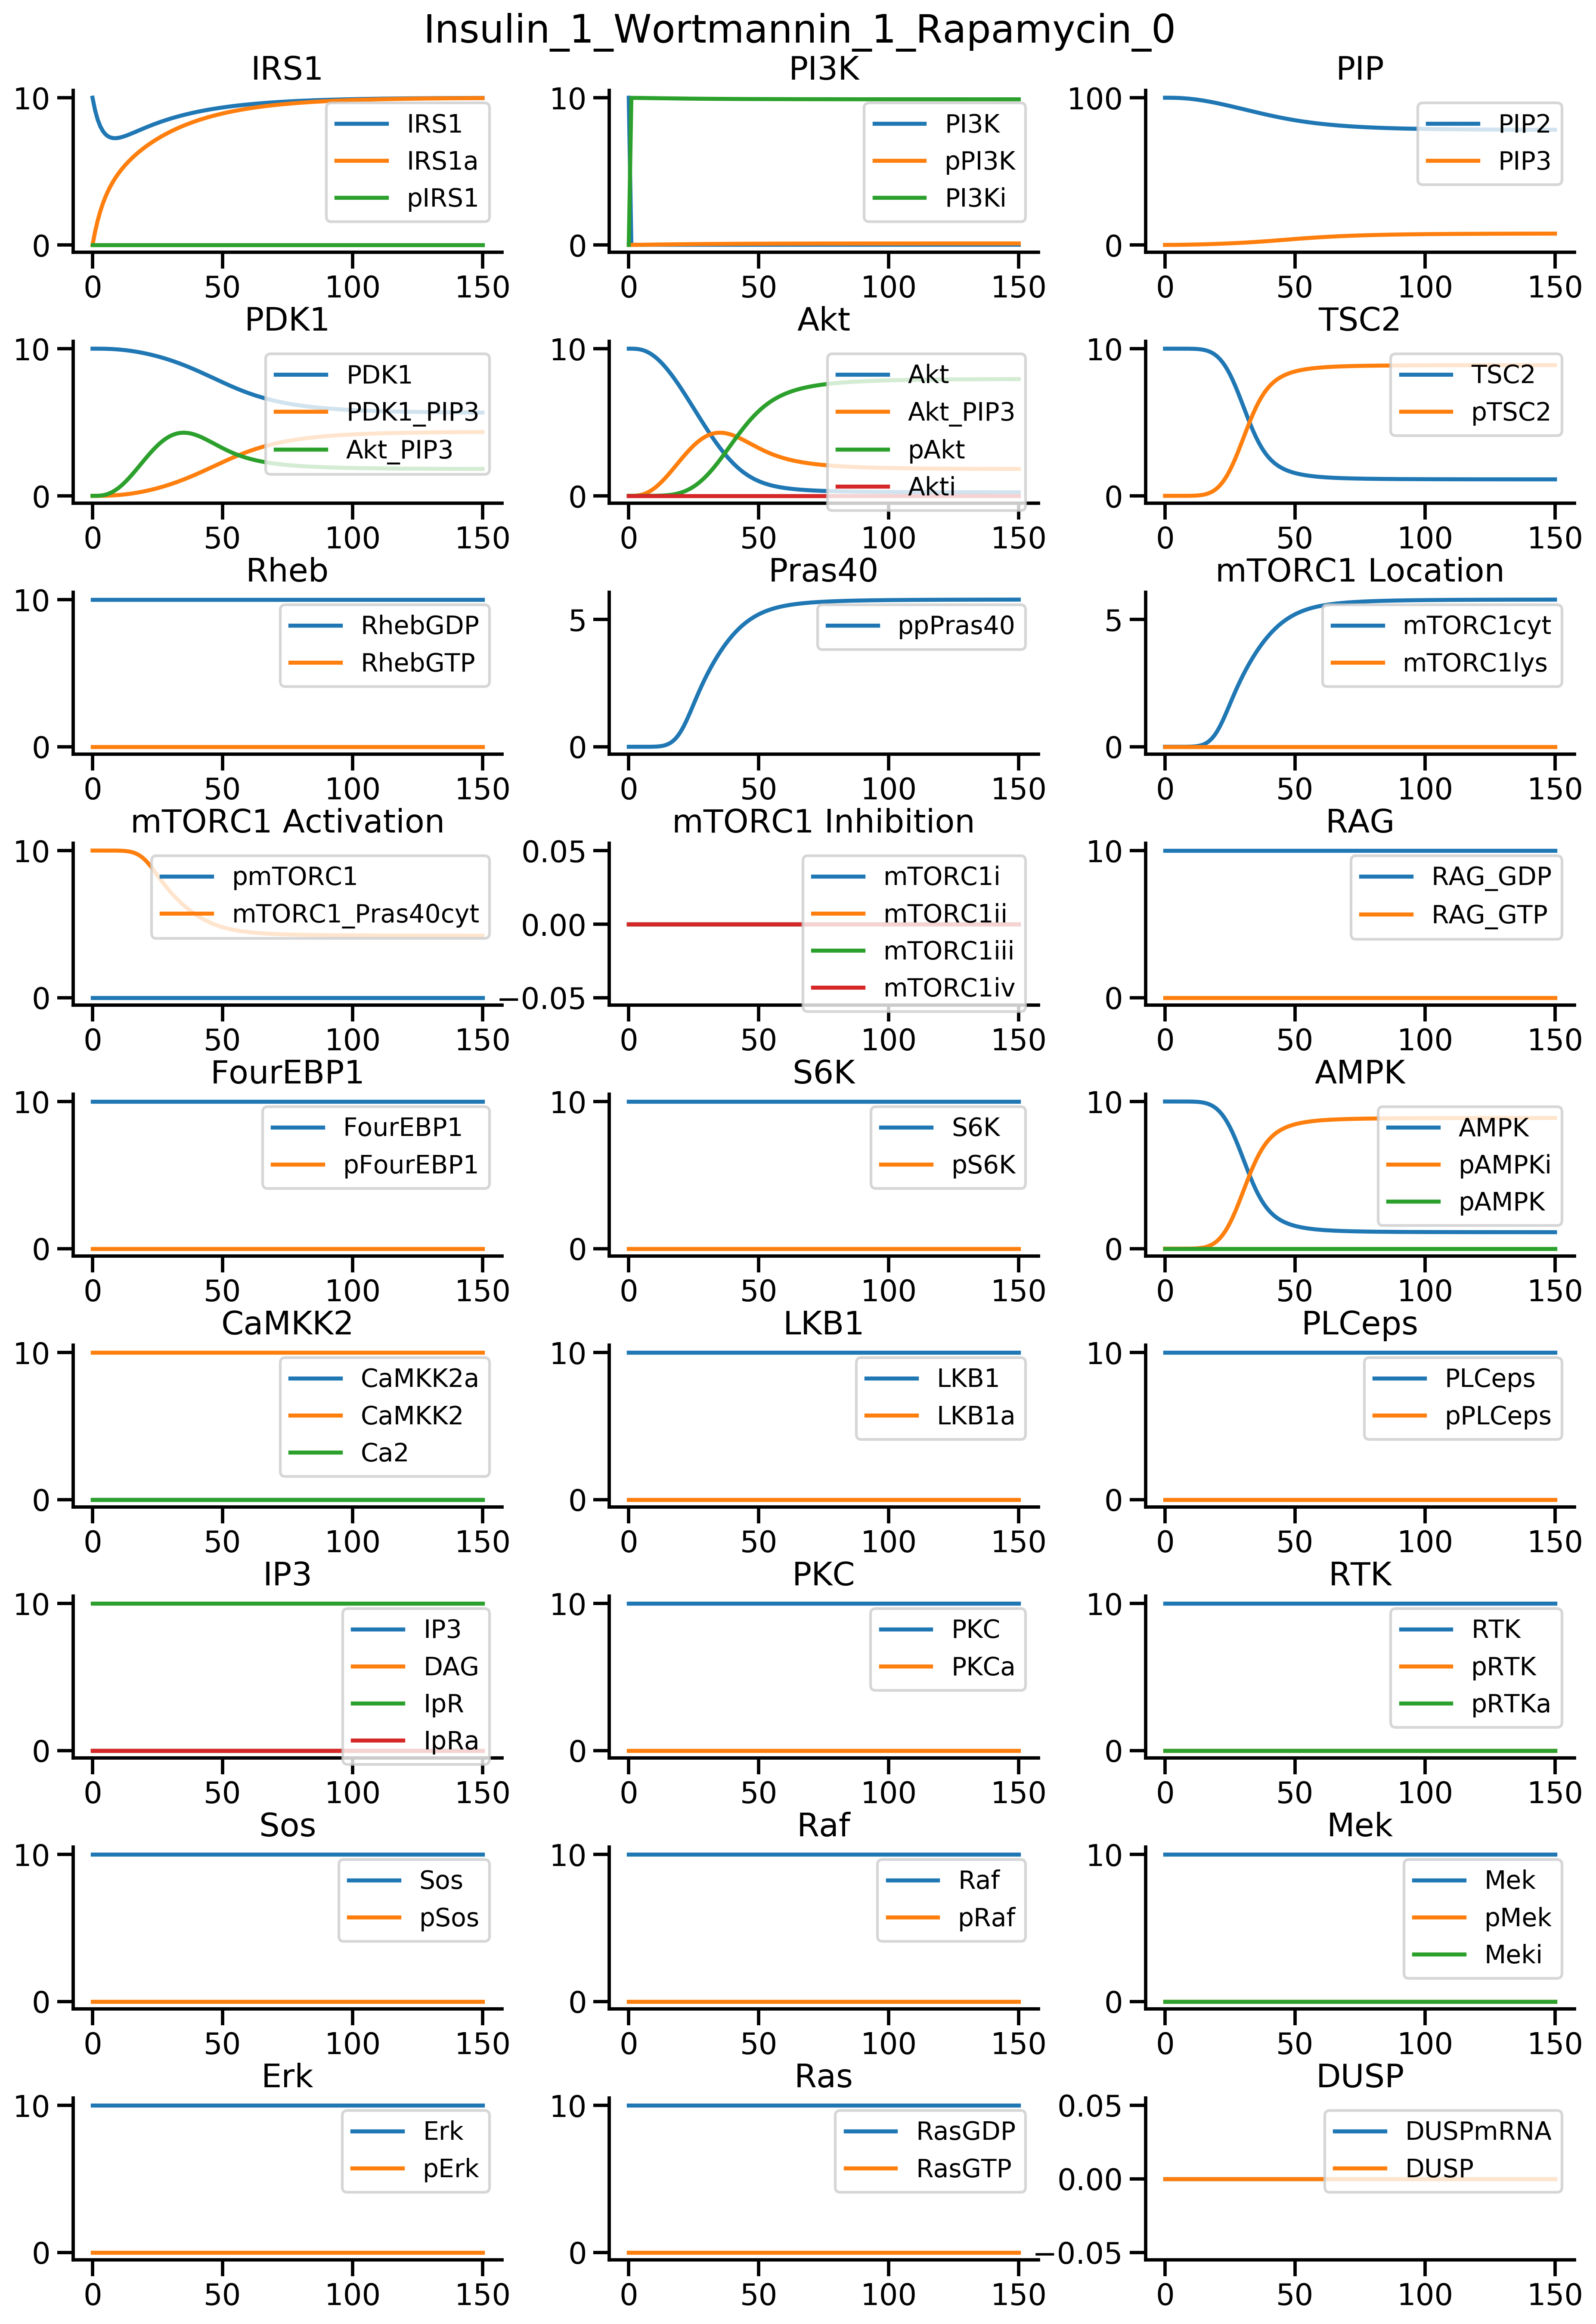 Insulin_1_Wortmannin_1_Rapamycin_0
IRS1
10
0
0 50 100 150
IRS1
IRS1a
pIRS1
PI3K
10
0
0 50 100 150
PI3K
pPI3K
PI3Ki
PIP
100
0
0 50 100 150
PIP2
PIP3
PDK1
10
0
0 50 100 150
PDK1
PDK1_PIP3
Akt_PIP3
Akt
10
0
0 50 100 150
Akt
Akt_PIP3
pAkt
Akti
TSC2
10
0
0 50 100 150
TSC2
pTSC2
Rheb
10
0
0 50 100 150
RhebGDP
RhebGTP
Pras40
5
0
0 50 100 150
ppPras40
mTORC1 Location
5
0
0 50 100 150
mTORC1cyt
mTORC1lys
mTORC1 Activation
10
0
0 50 100 150
pmTORC1
mTORC1_Pras40cyt
mTORC1 Inhibition
0.05
0.00
−0.05
0 50 100 150
mTORC1i
mTORC1ii
mTORC1iii
mTORC1iv
RAG
10
0
0 50 100 150
RAG_GDP
RAG_GTP
FourEBP1
10
0
0 50 100 150
FourEBP1
pFourEBP1
S6K
10
0
0 50 100 150
S6K
pS6K
AMPK
10
0
0 50 100 150
AMPK
pAMPKi
pAMPK
CaMKK2
10
0
0 50 100 150
CaMKK2a
CaMKK2
Ca2
LKB1
10
0
0 50 100 150
LKB1
LKB1a
PLCeps
10
0
0 50 100 150
PLCeps
pPLCeps
IP3
10
0
0 50 100 150
IP3
DAG
IpR
IpRa
PKC
10
0
0 50 100 150
PKC
PKCa
RTK
10
0
0 50 100 150
RTK
pRTK
pRTKa
Sos
10
0
0 50 100 150
Sos
pSos
Raf
10
0
0 50 100 150
Raf
pRaf
Mek
10
0
0 50 100 150
Mek
pMek
Meki
Erk
10
0
0 50 100 150
Erk
pErk
Ras
10
0
0 50 100 150
RasGDP
RasGTP
DUSP
0.05
0.00
−0.05
0 50 100 150
DUSPmRNA
DUSP